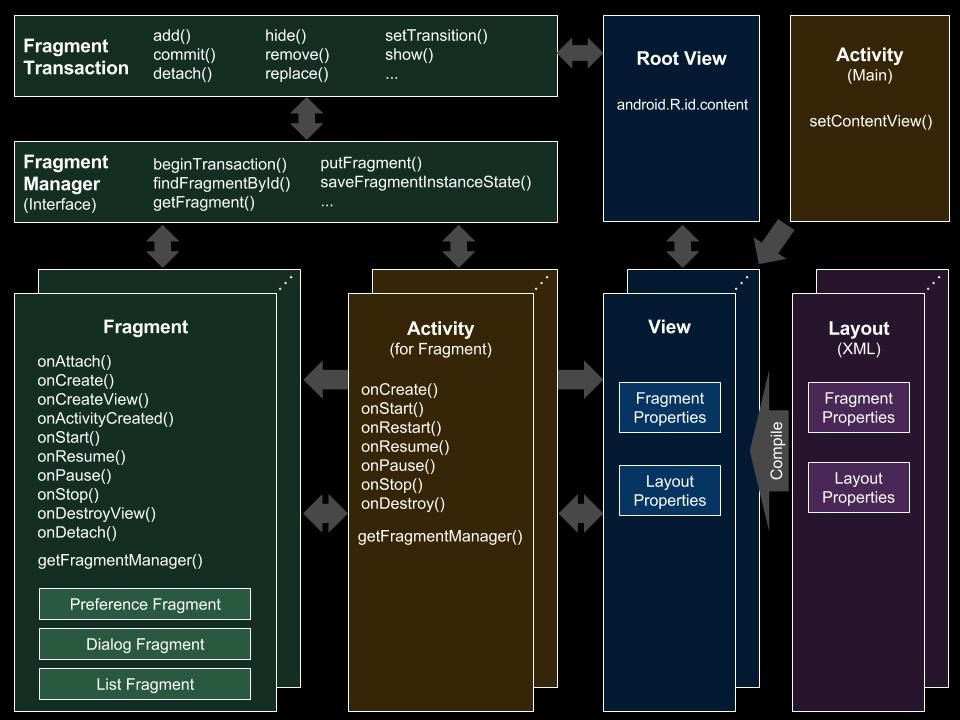 Fragment
Transaction
add()
commit()
detach()
hide()
remove()
replace()
setTransition()
show()
...
Root View
android.R.id.content
Activity
(Main)
setContentView()
Fragment
Manager
(Interface)
beginTransaction()
findFragmentById()
getFragment()
putFragment()
saveFragmentInstanceState()
...
Fragment
onAttach()
onCreate()
onCreateView()
onActivityCreated()
onStart()
onResume()
onPause()
onStop()
onDestroyView()
onDetach()
getFragmentManager()
Preference Fragment
Dialog Fragment
List Fragment
Activity
(for Fragment)
onCreate()
onStart()
onRestart()
onResume()
onPause()
onStop()
onDestroy()
getFragmentManager()
View
Fragment
Properties
Layout
Properties
Compile
Layout
(XML)
Fragment
Properties
Layout
Properties